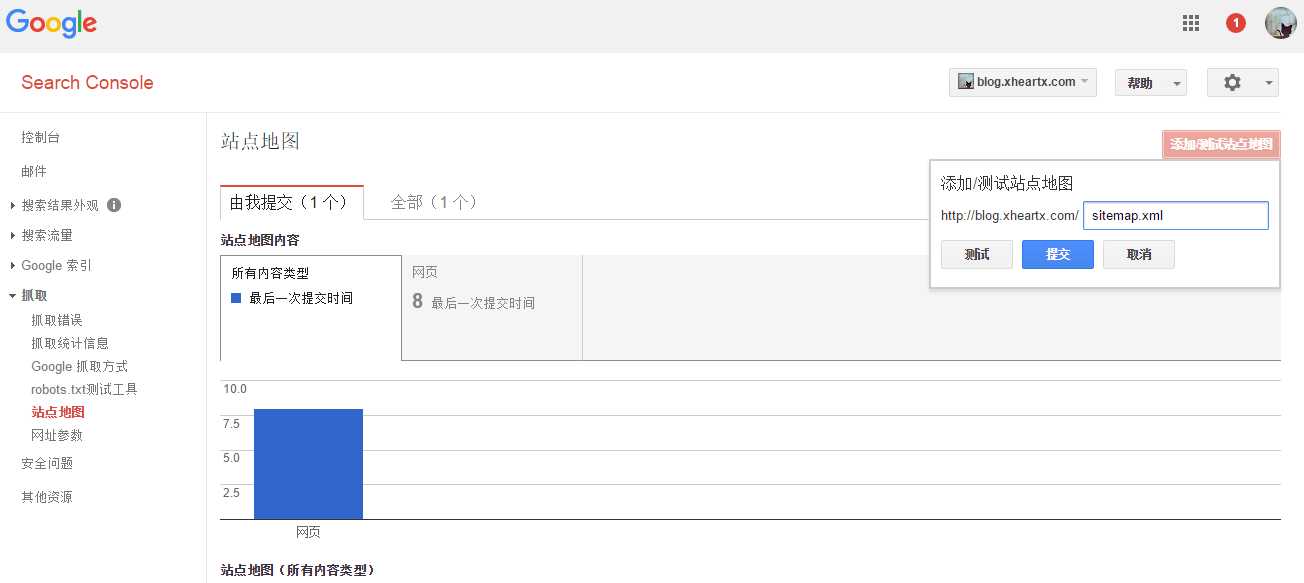 Google
1
Search Console
blog.xheartx.com
帮助
控制台
邮件
搜索结果外观
搜索流量
Google 索引
抓取
抓取错误
抓取统计信息
Google 抓取方式
robots.txt测试工具
站点地图
网址参数
安全问题
其他资源
站点地图
添加/测试站点地图
添加/测试站点地图
http://blog.xheartx.com/ sitemap.xml
测试 提交 取消
由我提交（1 个） 全部（1 个）
站点地图内容
所有内容类型
最后一次提交时间
网页
8 最后一次提交时间
10.0
7.5
5.0
2.5
网页
站点地图（所有内容类型）